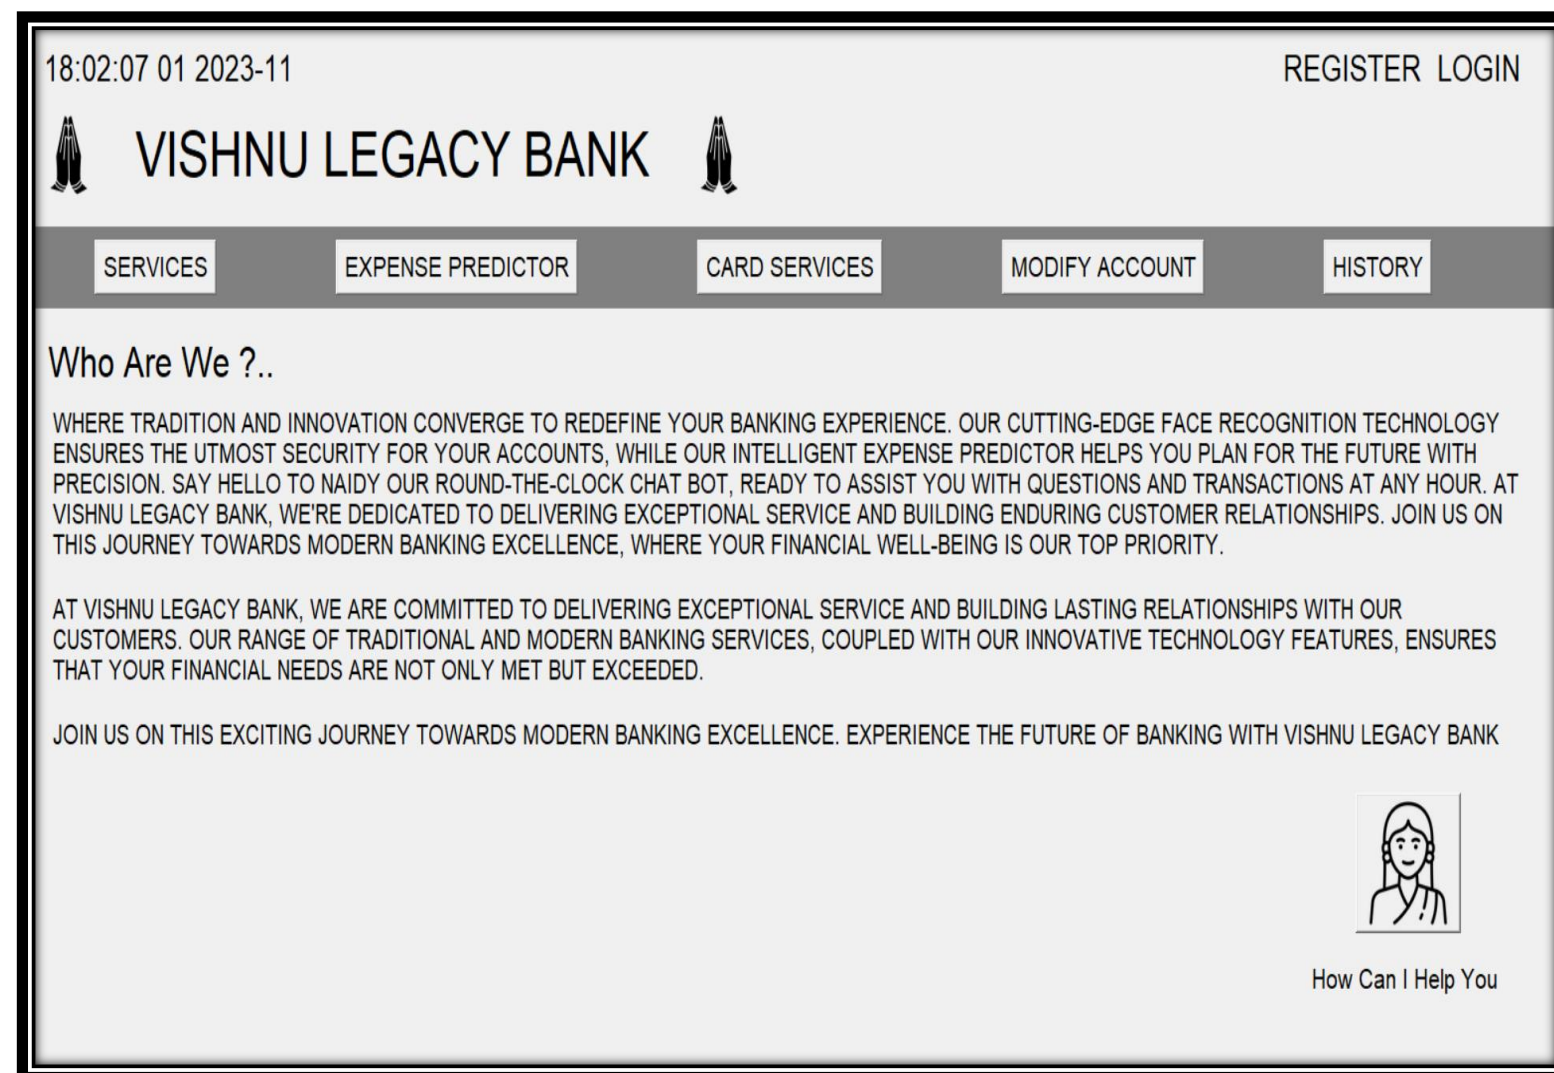 18:02:07 01 2023-11
REGISTER LOGIN
VISHNU LEGACY BANK
SERVICES
EXPENSE PREDICTOR
CARD SERVICES
MODIFY ACCOUNT
HISTORY
Who Are We ?..
WHERE TRADITION AND INNOVATION CONVERGE TO REDEFINE YOUR BANKING EXPERIENCE. OUR CUTTING-EDGE FACE RECOGNITION TECHNOLOGY
ENSURES THE UTMOST SECURITY FOR YOUR ACCOUNTS, WHILE OUR INTELLIGENT EXPENSE PREDICTOR HELPS YOU PLAN FOR THE FUTURE WITH
PRECISION. SAY HELLO TO NAIDY OUR ROUND-THE-CLOCK CHAT BOT, READY TO ASSIST YOU WITH QUESTIONS AND TRANSACTIONS AT ANY HOUR. AT
VISHNU LEGACY BANK, WE'RE DEDICATED TO DELIVERING EXCEPTIONAL SERVICE AND BUILDING ENDURING CUSTOMER RELATIONSHIPS. JOIN US ON
THIS JOURNEY TOWARDS MODERN BANKING EXCELLENCE, WHERE YOUR FINANCIAL WELL-BEING IS OUR TOP PRIORITY.
AT VISHNU LEGACY BANK, WE ARE COMMITTED TO DELIVERING EXCEPTIONAL SERVICE AND BUILDING LASTING RELATIONSHIPS WITH OUR
CUSTOMERS. OUR RANGE OF TRADITIONAL AND MODERN BANKING SERVICES, COUPLED WITH OUR INNOVATIVE TECHNOLOGY FEATURES, ENSURES
THAT YOUR FINANCIAL NEEDS ARE NOT ONLY MET BUT EXCEEDED.
JOIN US ON THIS EXCITING JOURNEY TOWARDS MODERN BANKING EXCELLENCE. EXPERIENCE THE FUTURE OF BANKING WITH VISHNU LEGACY BANK
How Can I Help You